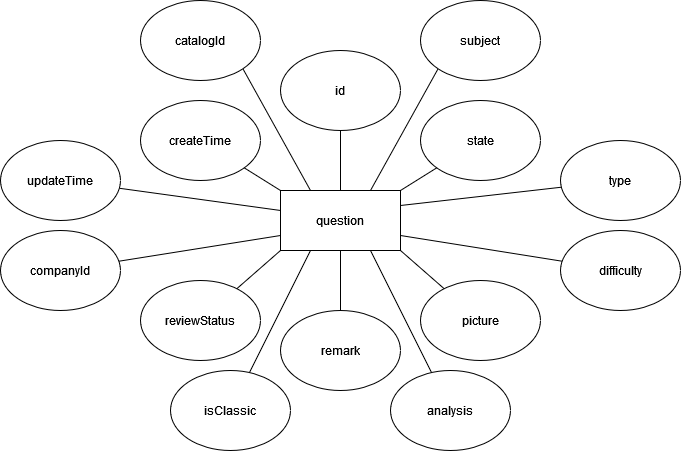 catalogId
subject
id
createTime
state
updateTime
type
question
companyId
difficulty
reviewStatus
picture
remark
isClassic
analysis